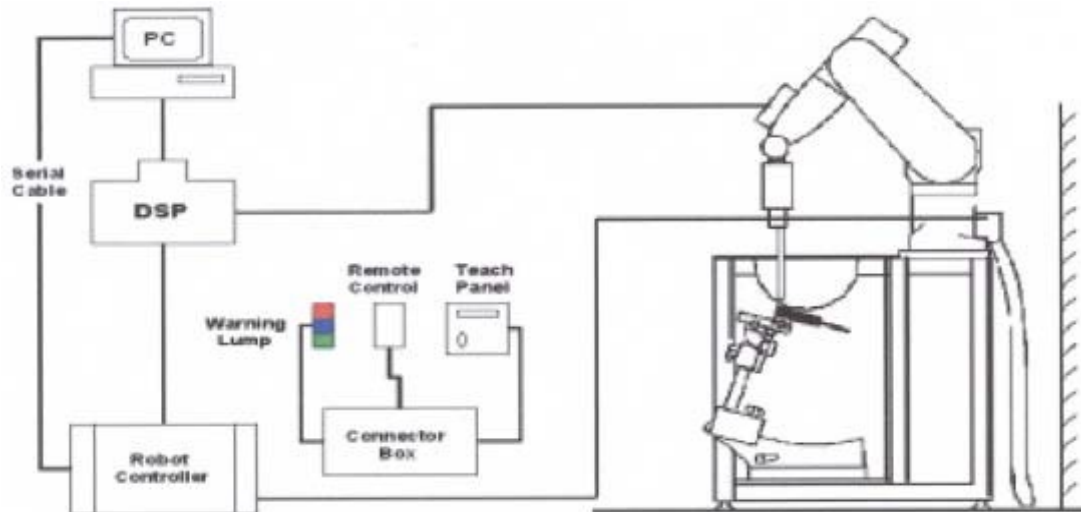 PC
Serial
Cable
DSP
Remote
Control
Teach
Panel
Warning
Lump
Connector
Box
Robot
Controller